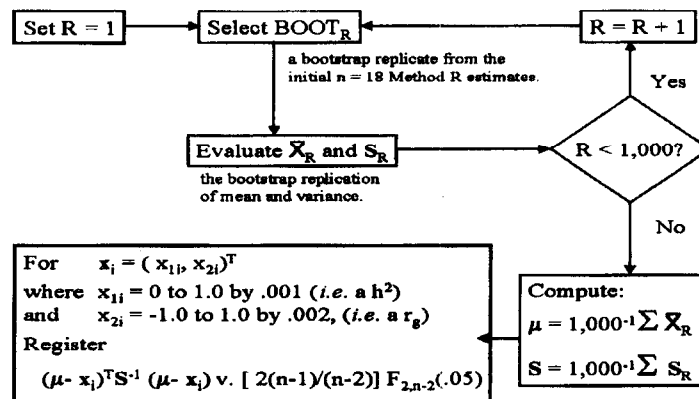 Set R = 1
Select BOOT_R
R = R + 1
a bootstrap replicate from the
initial n = 18 Method R estimates.
Yes
Evaluate X̄_R and S_R
R < 1,000?
the bootstrap replication
of mean and variance.
No
For x_i = ( x_1i, x_2i)^T
where x_1i = 0 to 1.0 by .001 (i.e. a h²)
and x_2i = -1.0 to 1.0 by .002, (i.e. a r_g)
Register
(μ- x_i)^T S^-1 (μ- x_i) v. [ 2(n-1)/(n-2)] F_2,n-2(.05)
Compute:
μ = 1,000^-1 Σ X̄_R
S = 1,000^-1 Σ S_R